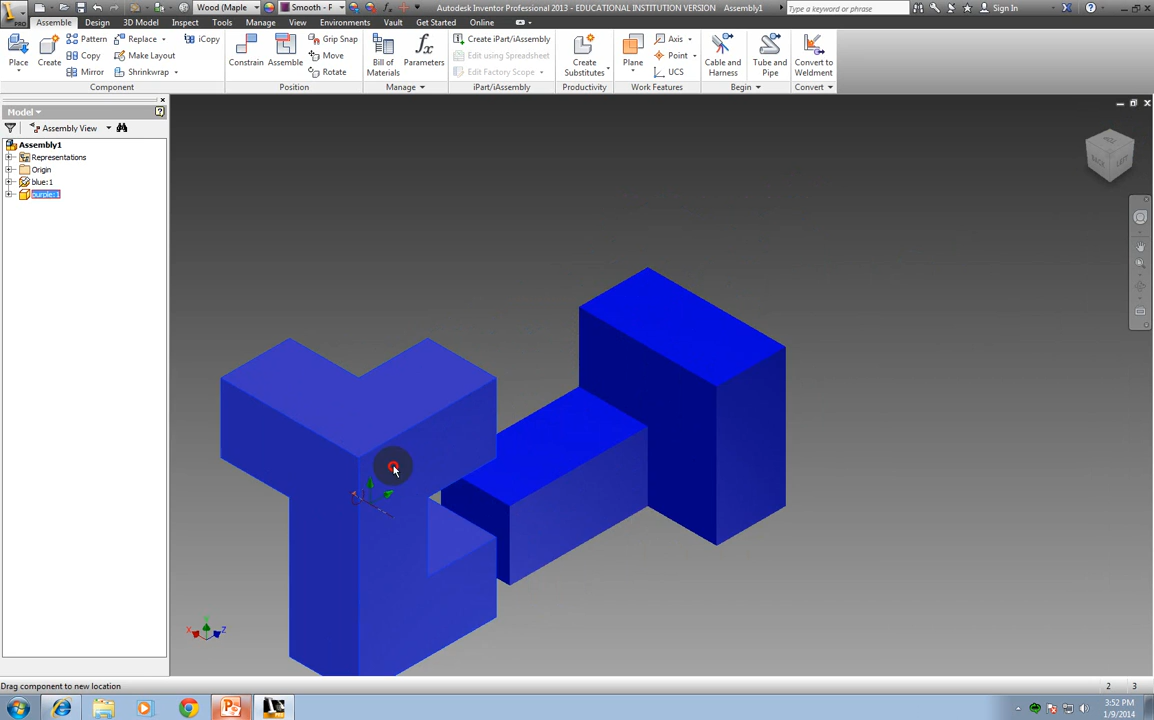 Wood (Maple
Smooth - F
Autodesk Inventor Professional 2013 - EDUCATIONAL INSTITUTION VERSION   Assembly1
Type a keyword or phrase
Sign In
PRO
Assemble
Design
3D Model
Inspect
Tools
Manage
View
Environments
Vault
Get Started
Online
Place
Create
Pattern
Replace
iCopy
Copy
Make Layout
Mirror
Shrinkwrap
Component
Constrain
Assemble
Grip Snap
Move
Rotate
Position
Bill of
Materials
Parameters
Manage
Create iPart/iAssembly
Edit using Spreadsheet
Edit Factory Scope
iPart/iAssembly
Create
Substitutes
Productivity
Plane
Axis
Point
UCS
Work Features
Cable and
Harness
Tube and
Pipe
Begin
Convert to
Weldment
Convert
Model
Assembly View
Assembly1
Representations
Origin
blue:1
purple:1
BACK
LEFT
X
Y
Z
Drag component to new location
2
3
3:52 PM
1/9/2014